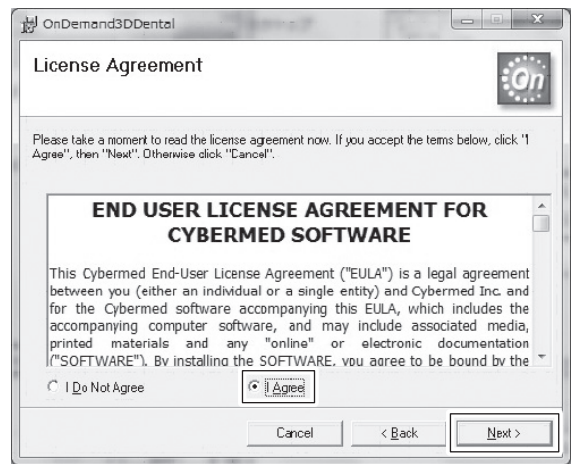 OnDemand3DDental
License Agreement
On
Please take a moment to read the license agreement now. If you accept the terms below, click "I
Agree", then "Next". Otherwise click "Cancel".
END USER LICENSE AGREEMENT FOR
CYBERMED SOFTWARE
This Cybermed End-User License Agreement ("EULA") is a legal agreement
between you (either an individual or a single entity) and Cybermed Inc. and
for the Cybermed software accompanying this EULA, which includes the
accompanying computer software, and may include associated media,
printed materials and any "online" or electronic documentation
("SOFTWARE"). By installing the SOFTWARE, you agree to be bound by the
I Do Not Agree
I Agree
Cancel
< Back
Next >